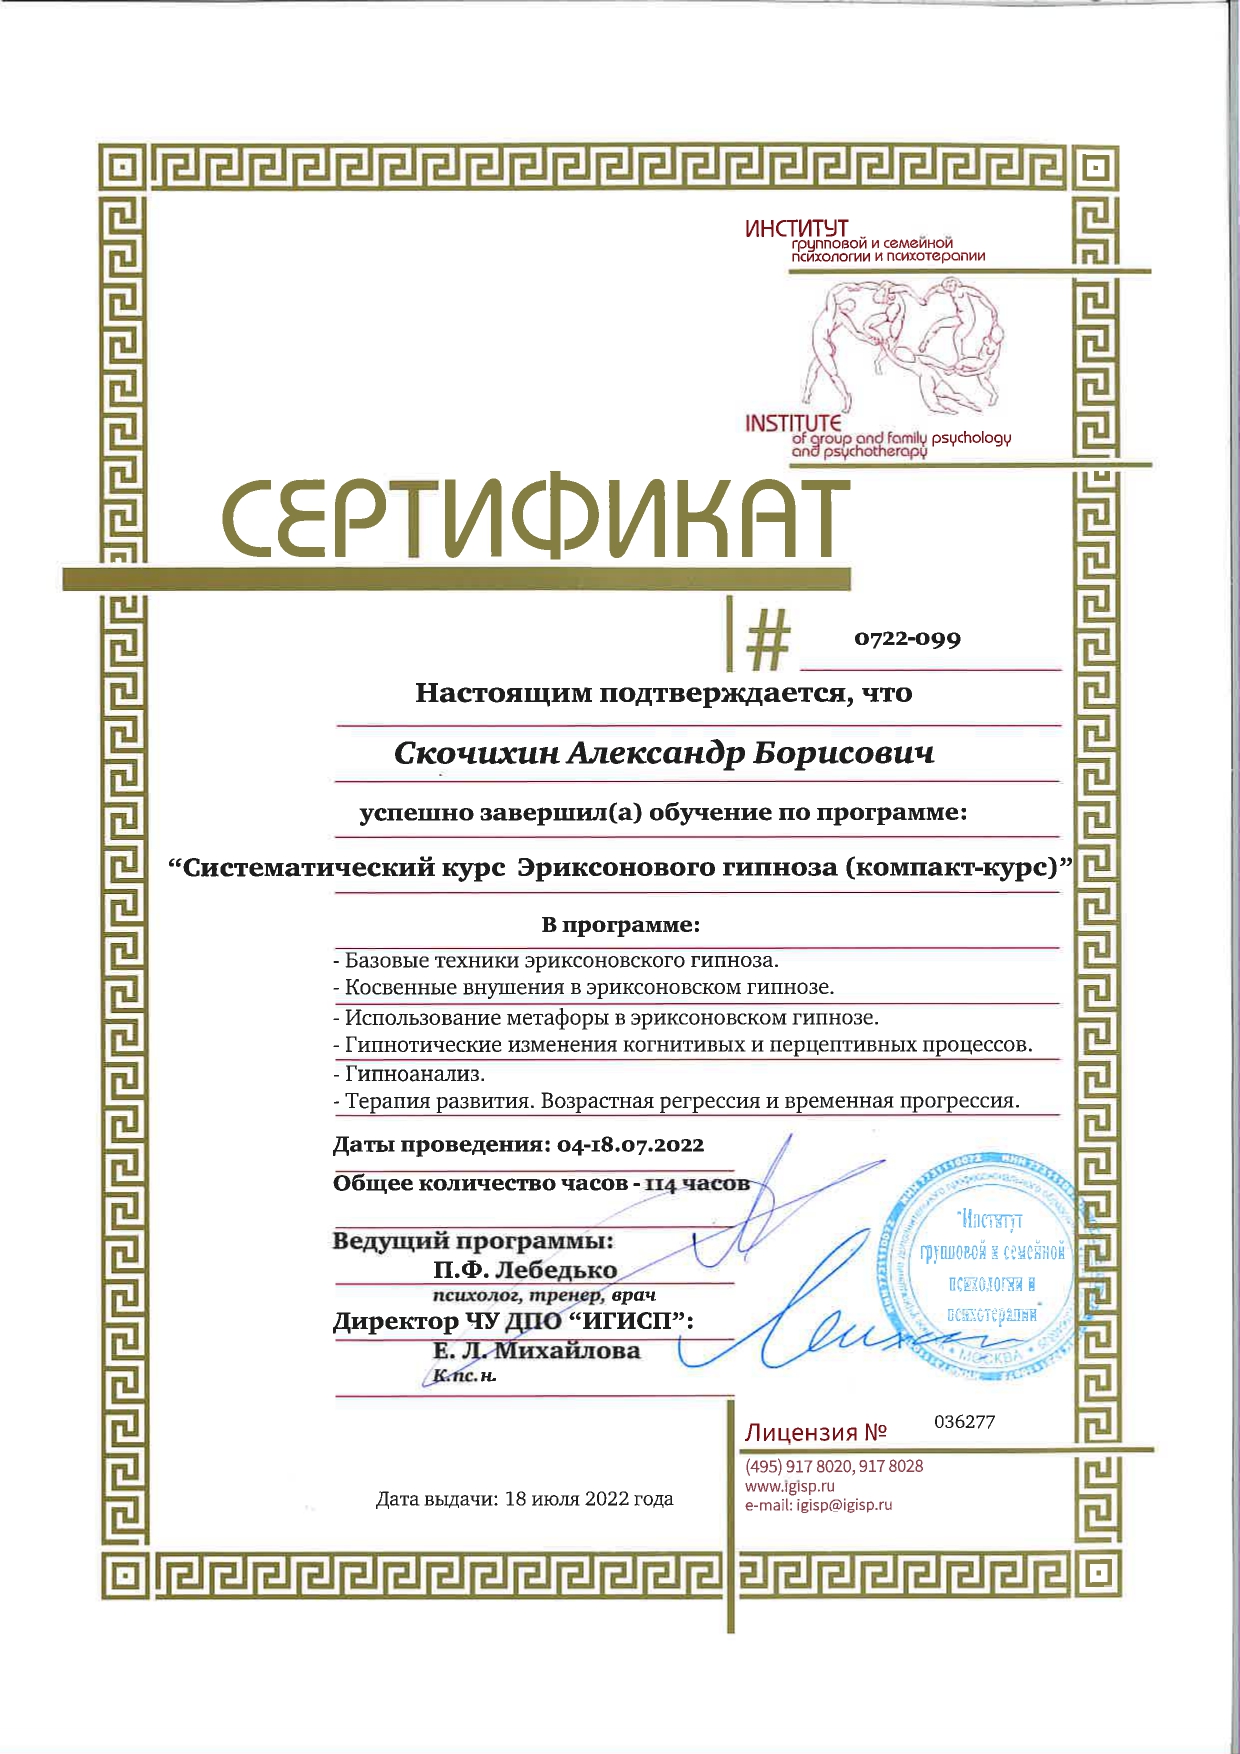 ИНСТИТУТ
групповой и семейной
психологии и психотерапии
INSTITUTE
of group and family psychology
and psychotherapy
СЕРТИФИКАТ
# 0722-099
Настоящим подтверждается, что
Скочихин Александр Борисович
успешно завершил(а) обучение по программе:
“Систематический курс Эриксонового гипноза (компакт-курс)”
В программе:
- Базовые техники эриксоновского гипноза.
- Косвенные внушения в эриксоновском гипнозе.
- Использование метафоры в эриксоновском гипнозе.
- Гипнотические изменения когнитивых и перцептивных процессов.
- Гипноанализ.
- Терапия развития. Возрастная регрессия и временная прогрессия.
Даты проведения: 04-18.07.2022
Общее количество часов - 114 часов
Ведущий программы:
П.Ф. Лебедько
психолог, тренер, врач
Директор ЧУ ДПО “ИГИСП”:
Е. Л. Михайлова
К.пс.н.
"Институт
групповой и семейной
психологии и
психотерапии"
МОСКВА
Лицензия № 036277
(495) 917 8020, 917 8028
www.igisp.ru
e-mail: igisp@igisp.ru
Дата выдачи: 18 июля 2022 года